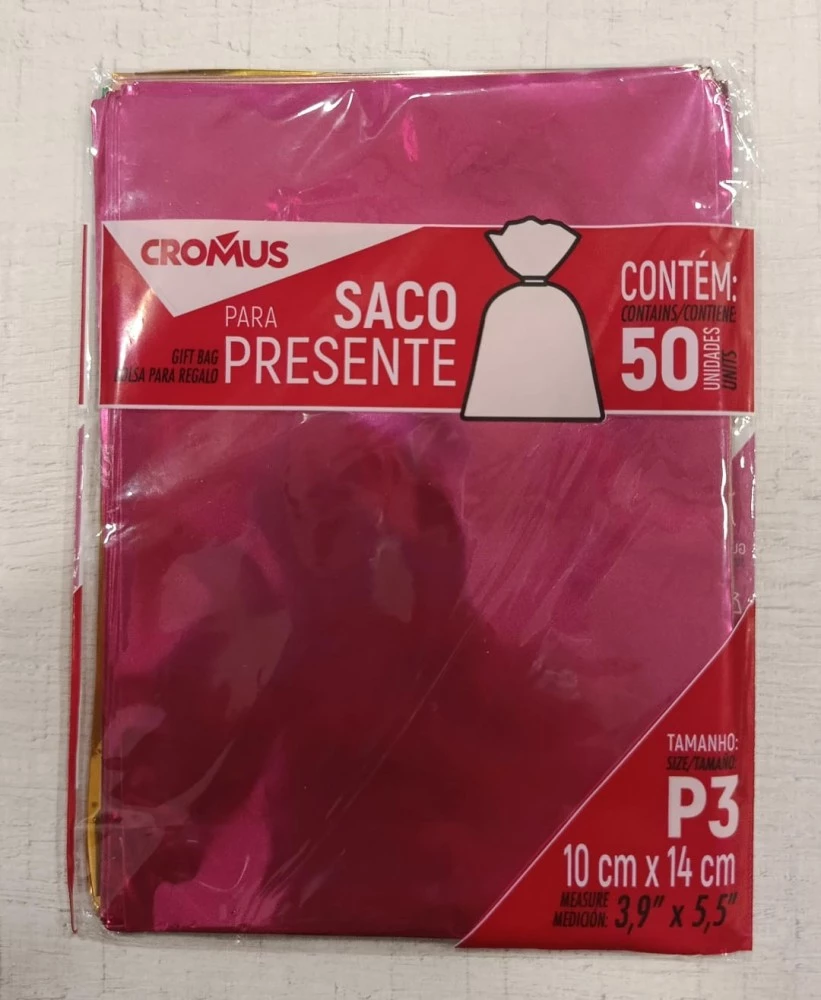 CROMUS
PARA SACO
PRESENTE
GIFT BAG
BOLSA PARA REGALO
CONTÉM:
CONTAINS/CONTIENE:
50
UNIDADES
UNITS
TAMANHO:
SIZE/TAMAÑO:
P3
10 cm x 14 cm
MEASURE
MEDICIÓN: 3,9" x 5,5"